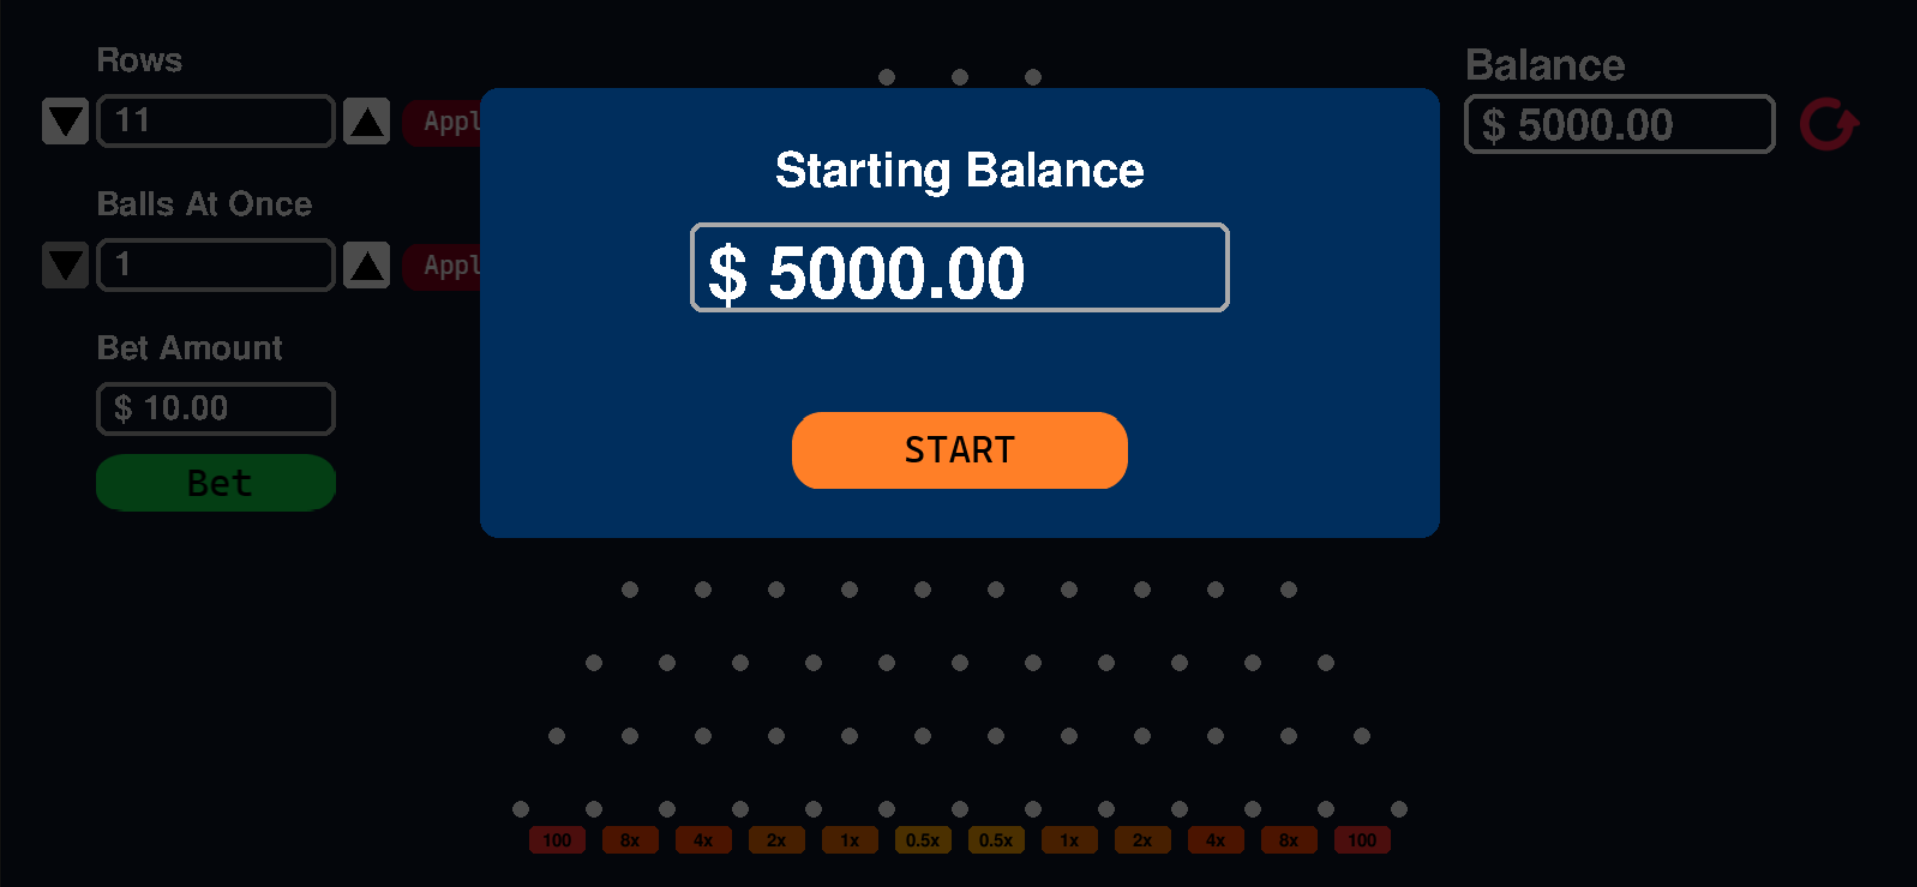 Rows
11
Appl
Balls At Once
1
Appl
Bet Amount
$ 10.00
Bet
Starting Balance
$ 5000.00
START
Balance
$ 5000.00
100 8x 4x 2x 1x 0.5x 0.5x 1x 2x 4x 8x 100